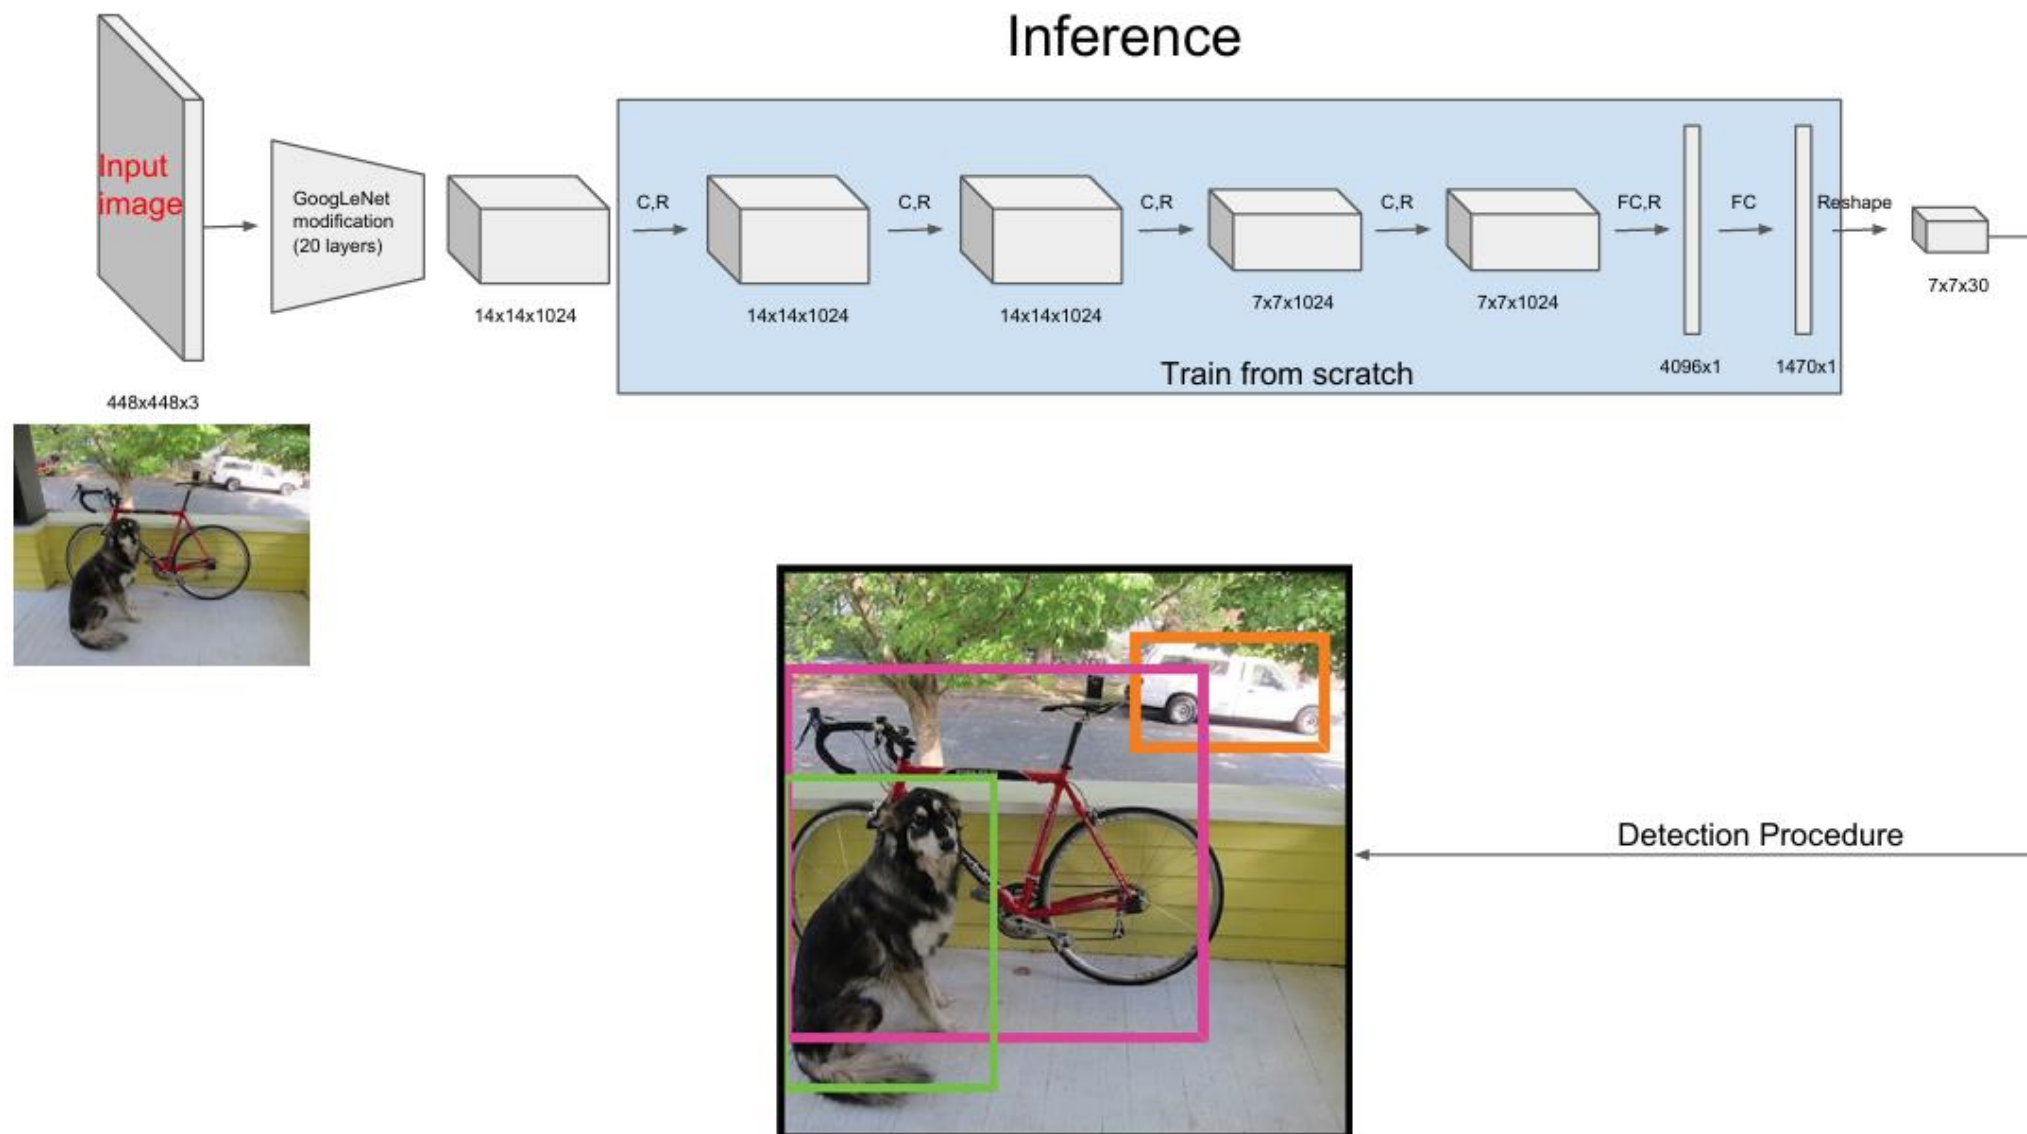 Inference
Input
image
448x448x3
GoogLeNet
modification
(20 layers)
14x14x1024
C,R
14x14x1024
C,R
14x14x1024
C,R
7x7x1024
C,R
7x7x1024
FC,R
4096x1
FC
1470x1
Reshape
7x7x30
Train from scratch
Detection Procedure